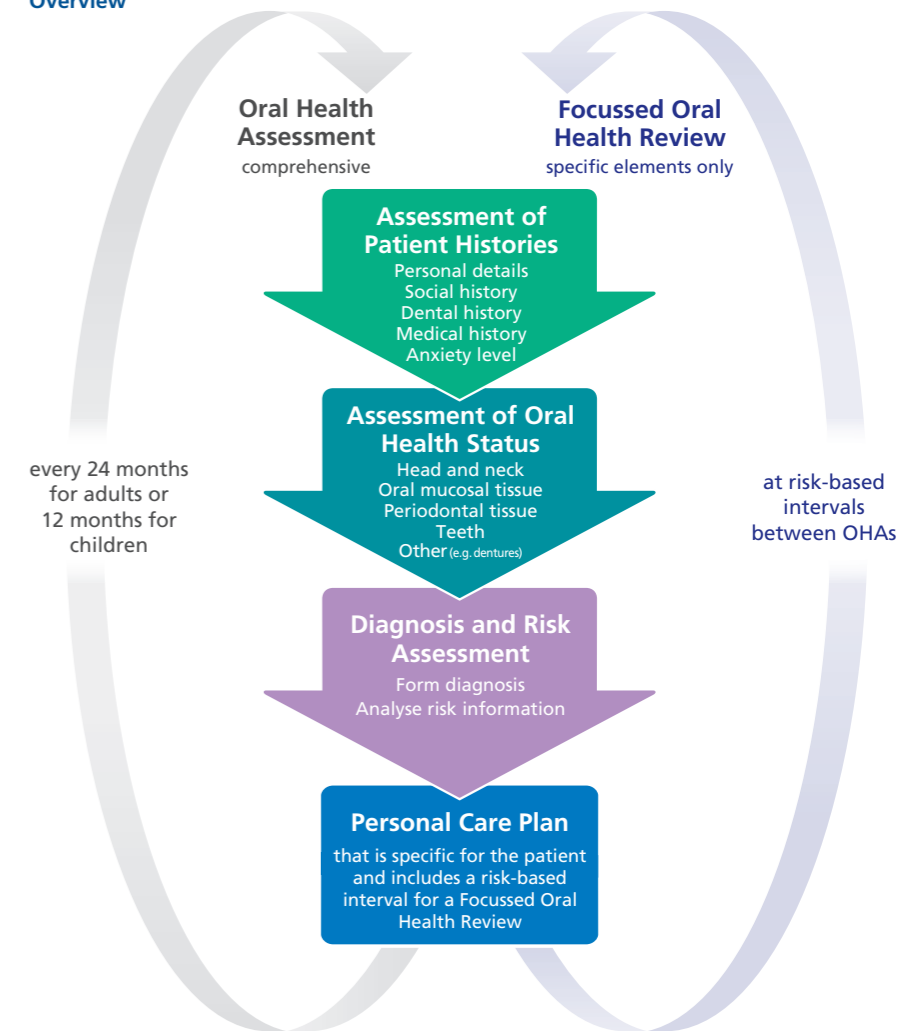 Overview
Oral Health
Assessment
comprehensive
Focussed Oral
Health Review
specific elements only
Assessment of
Patient Histories
Personal details
Social history
Dental history
Medical history
Anxiety level
Assessment of Oral
Health Status
Head and neck
Oral mucosal tissue
Periodontal tissue
Teeth
Other (e.g. dentures)
every 24 months
for adults or
12 months for
children
at risk-based
intervals
between OHAs
Diagnosis and Risk
Assessment
Form diagnosis
Analyse risk information
Personal Care Plan
that is specific for the patient
and includes a risk-based
interval for a Focussed Oral
Health Review